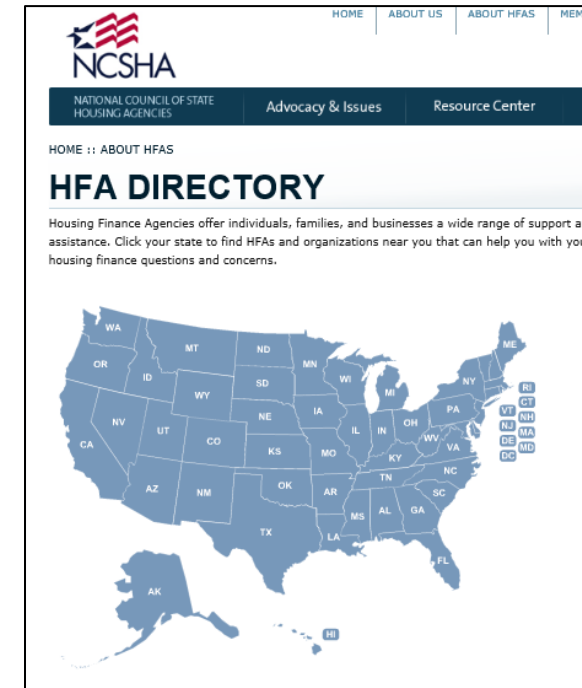 HOME ABOUT US ABOUT HFAS
NCSHA
NATIONAL COUNCIL OF STATE
HOUSING AGENCIES
Advocacy & Issues Resource Center
HOME :: ABOUT HFAS
HFA DIRECTORY
Housing Finance Agencies offer individuals, families, and businesses a wide range of support a
assistance. Click your state to find HFAs and organizations near you that can help you with you
housing finance questions and concerns.
WA
MT
ND
MN
ME
OR
ID
SD
WI
MI
NY
WY
RI
CT
NV
UT
CO
NE
IA
IL
IN
OH
PA
VT
NH
NJ
MA
CA
KS
MO
KY
WV
VA
DE
MD
DC
AZ
NM
OK
AR
TN
NC
SC
TX
LA
MS
AL
GA
FL
AK
HI